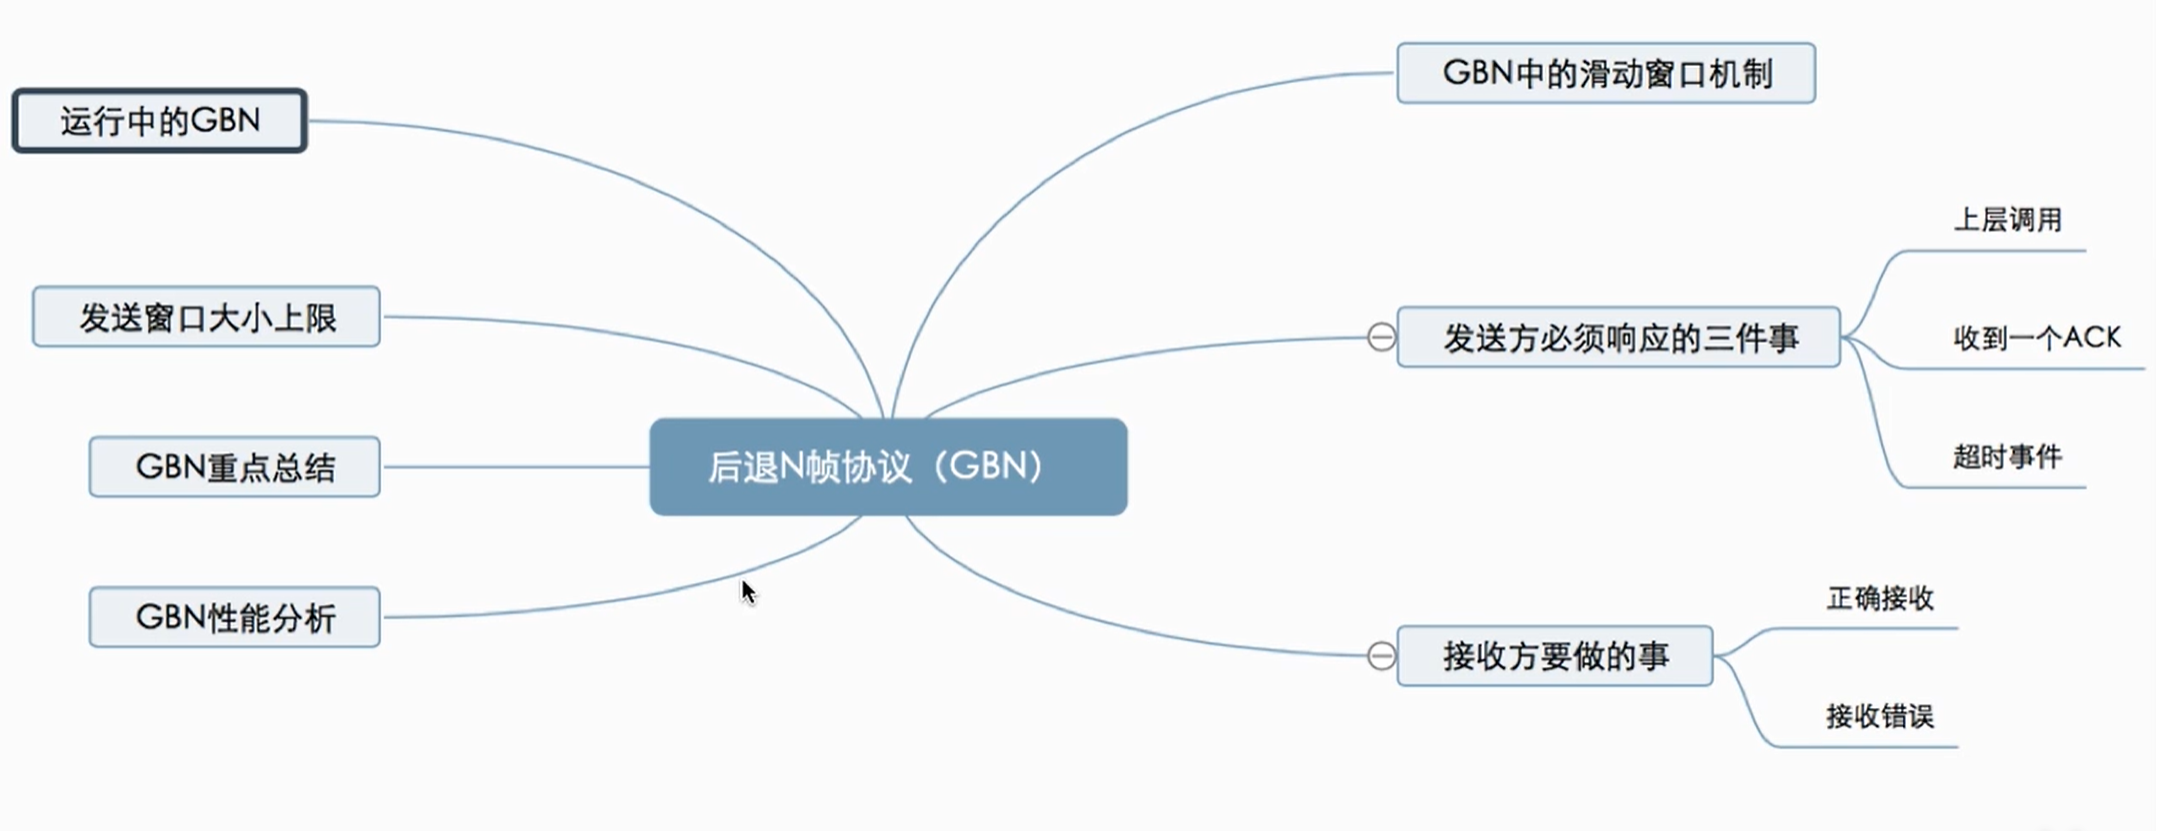 GBN中的滑动窗口机制
运行中的GBN
上层调用
发送窗口大小上限
发送方必须响应的三件事
收到一个ACK
超时事件
GBN重点总结
后退N帧协议（GBN）
正确接收
GBN性能分析
接收方要做的事
接收错误